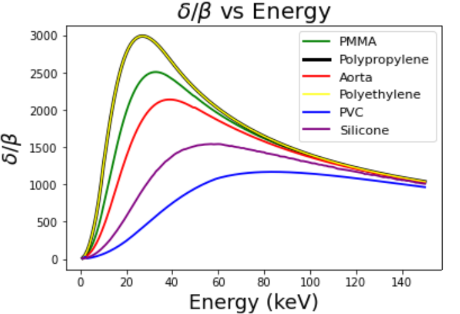 δ/β vs Energy
3000
2500
2000
1500
1000
500
0
δ/β
PMMA
Polypropylene
Aorta
Polyethylene
PVC
Silicone
0 20 40 60 80 100 120 140
Energy (keV)